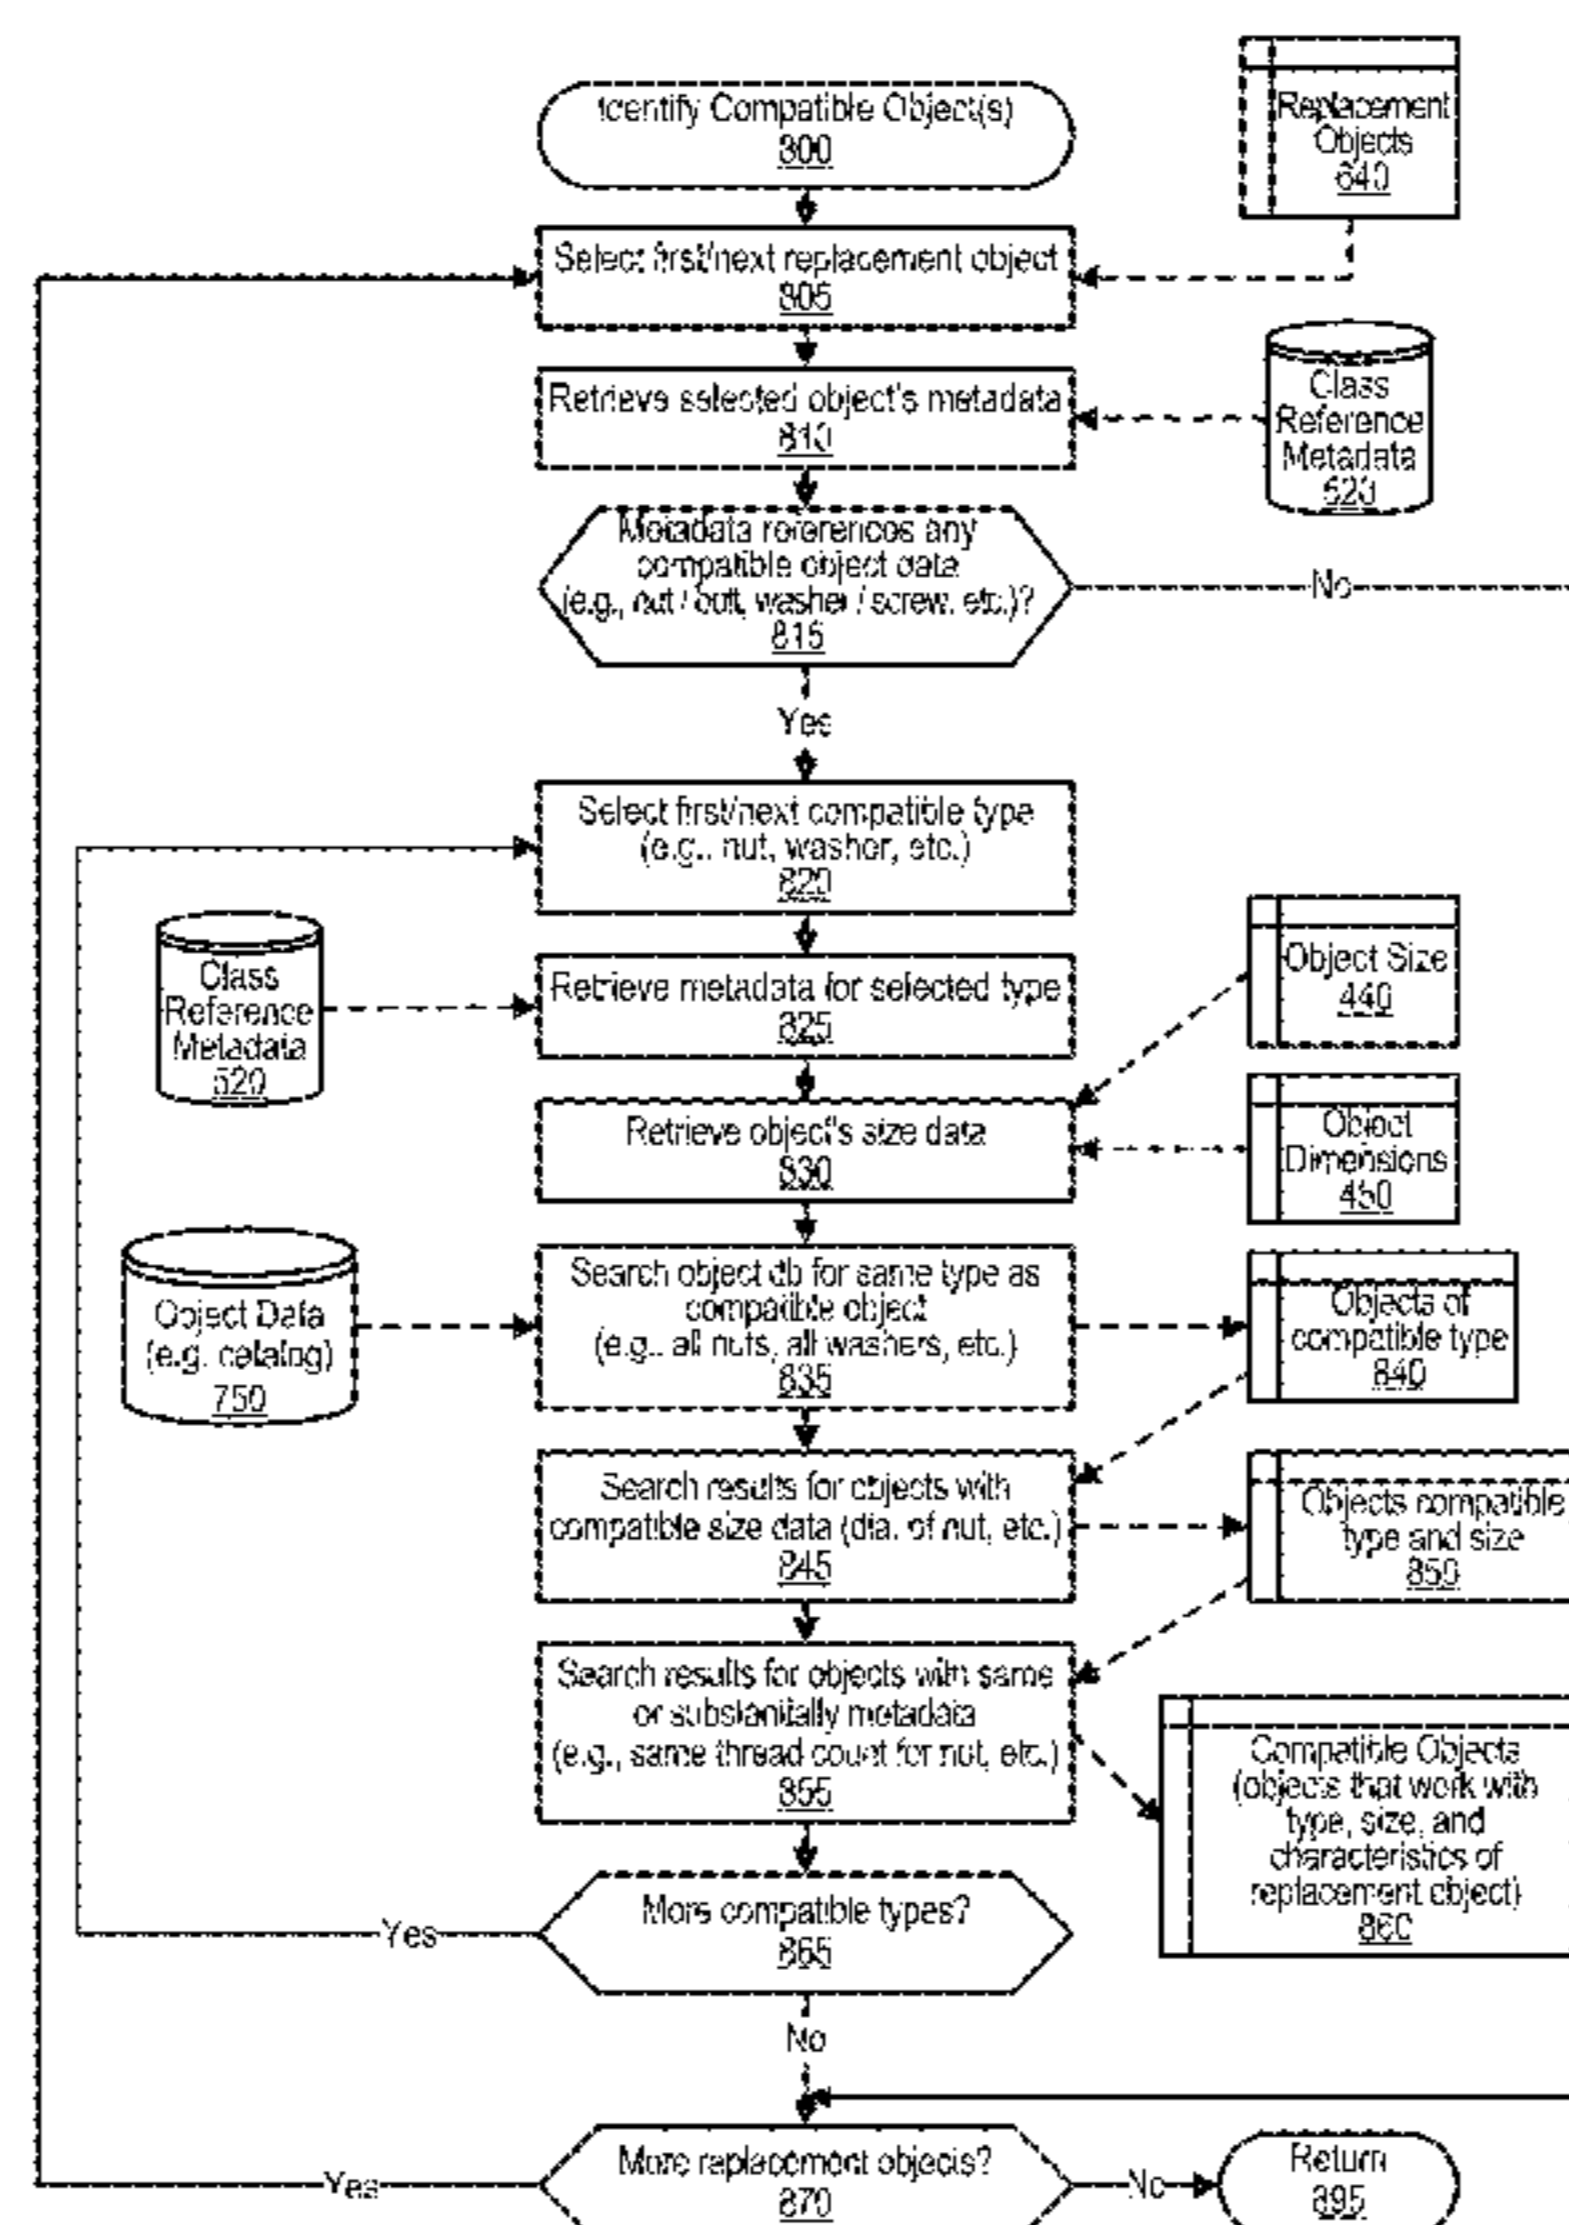 Identify Compatible Object(s)
800
Replacement
Objects
640
Select first/next replacement object
805
Retrieve selected object's metadata
810
Class
Reference
Metadata
520
Metadata references any
compatible object data
(e.g., nut / bolt, washer / screw, etc.)?
815
No
Yes
Select first/next compatible type
(e.g., nut, washer, etc.)
820
Class
Reference
Metadata
520
Retrieve metadata for selected type
825
Object Size
440
Retrieve object's size data
830
Object
Dimensions
450
Object Data
(e.g. catalog)
750
Search object db for same type as
compatible object
(e.g., all nuts, all washers, etc.)
835
Objects of
compatible type
840
Search results for objects with
compatible size data (dia. of nut, etc.)
845
Objects compatible
type and size
850
Search results for objects with same
or substantially metadata
(e.g., same thread count for nut, etc.)
855
Compatible Objects
(objects that work with
type, size, and
characteristics of
replacement object)
860
More compatible types?
865
Yes
No
More replacement objects?
870
Yes
No
Return
895